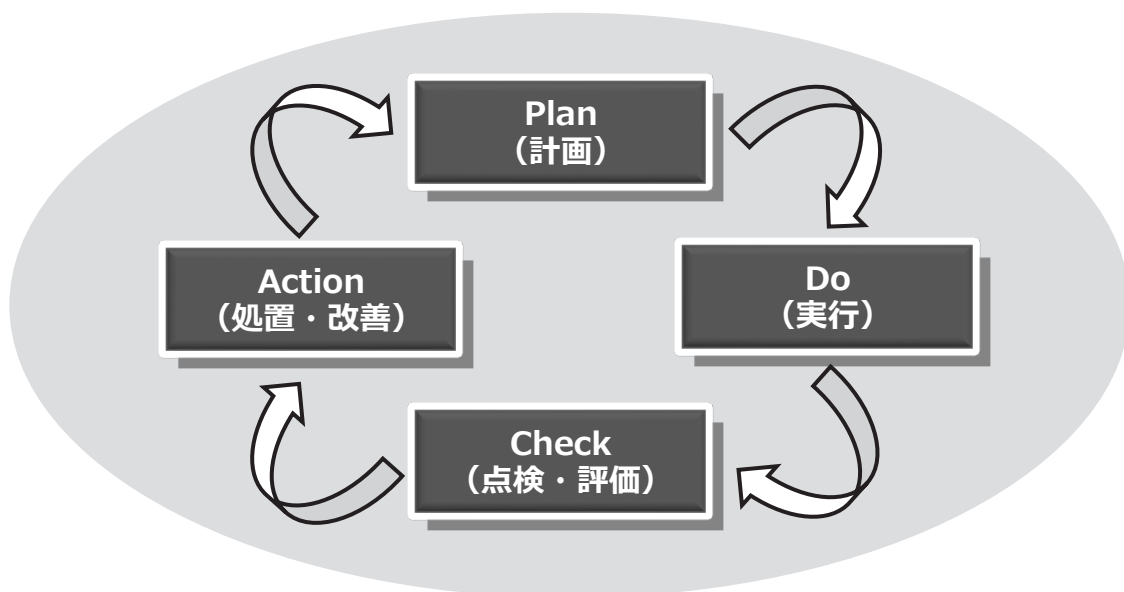 Plan
（計画）
Do
（実行）
Check
（点検・評価）
Action
（処置・改善）